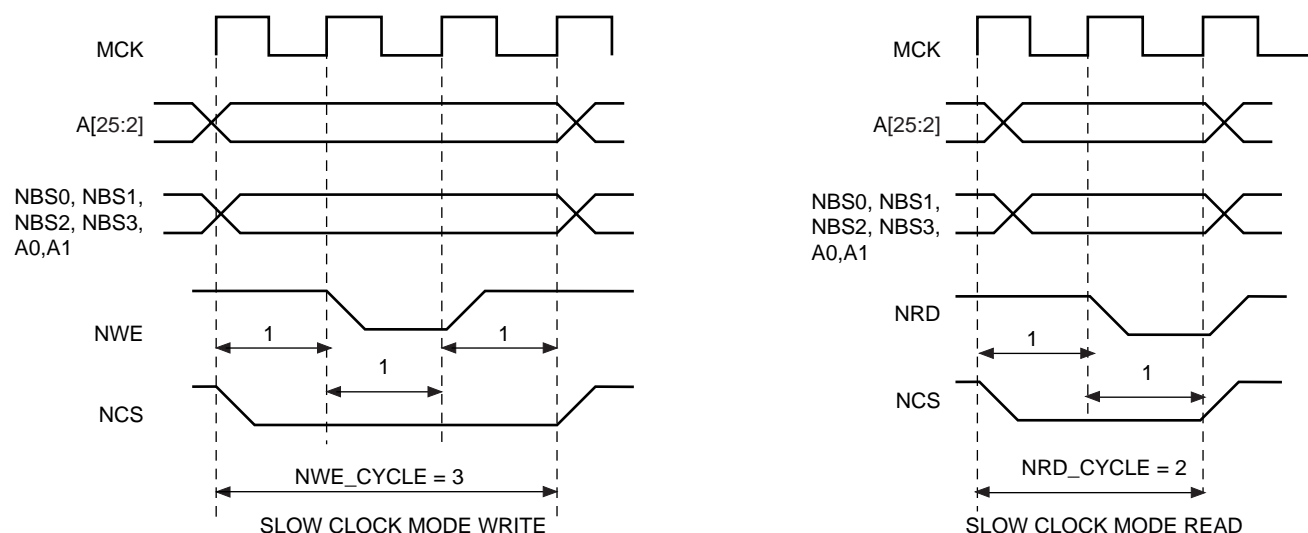 MCK
A[25:2]
NBS0, NBS1,
NBS2, NBS3,
A0,A1
NWE
1
1
1
NCS
NWE_CYCLE = 3
SLOW CLOCK MODE WRITE
MCK
A[25:2]
NBS0, NBS1,
NBS2, NBS3,
A0,A1
NRD
1
1
NCS
NRD_CYCLE = 2
SLOW CLOCK MODE READ